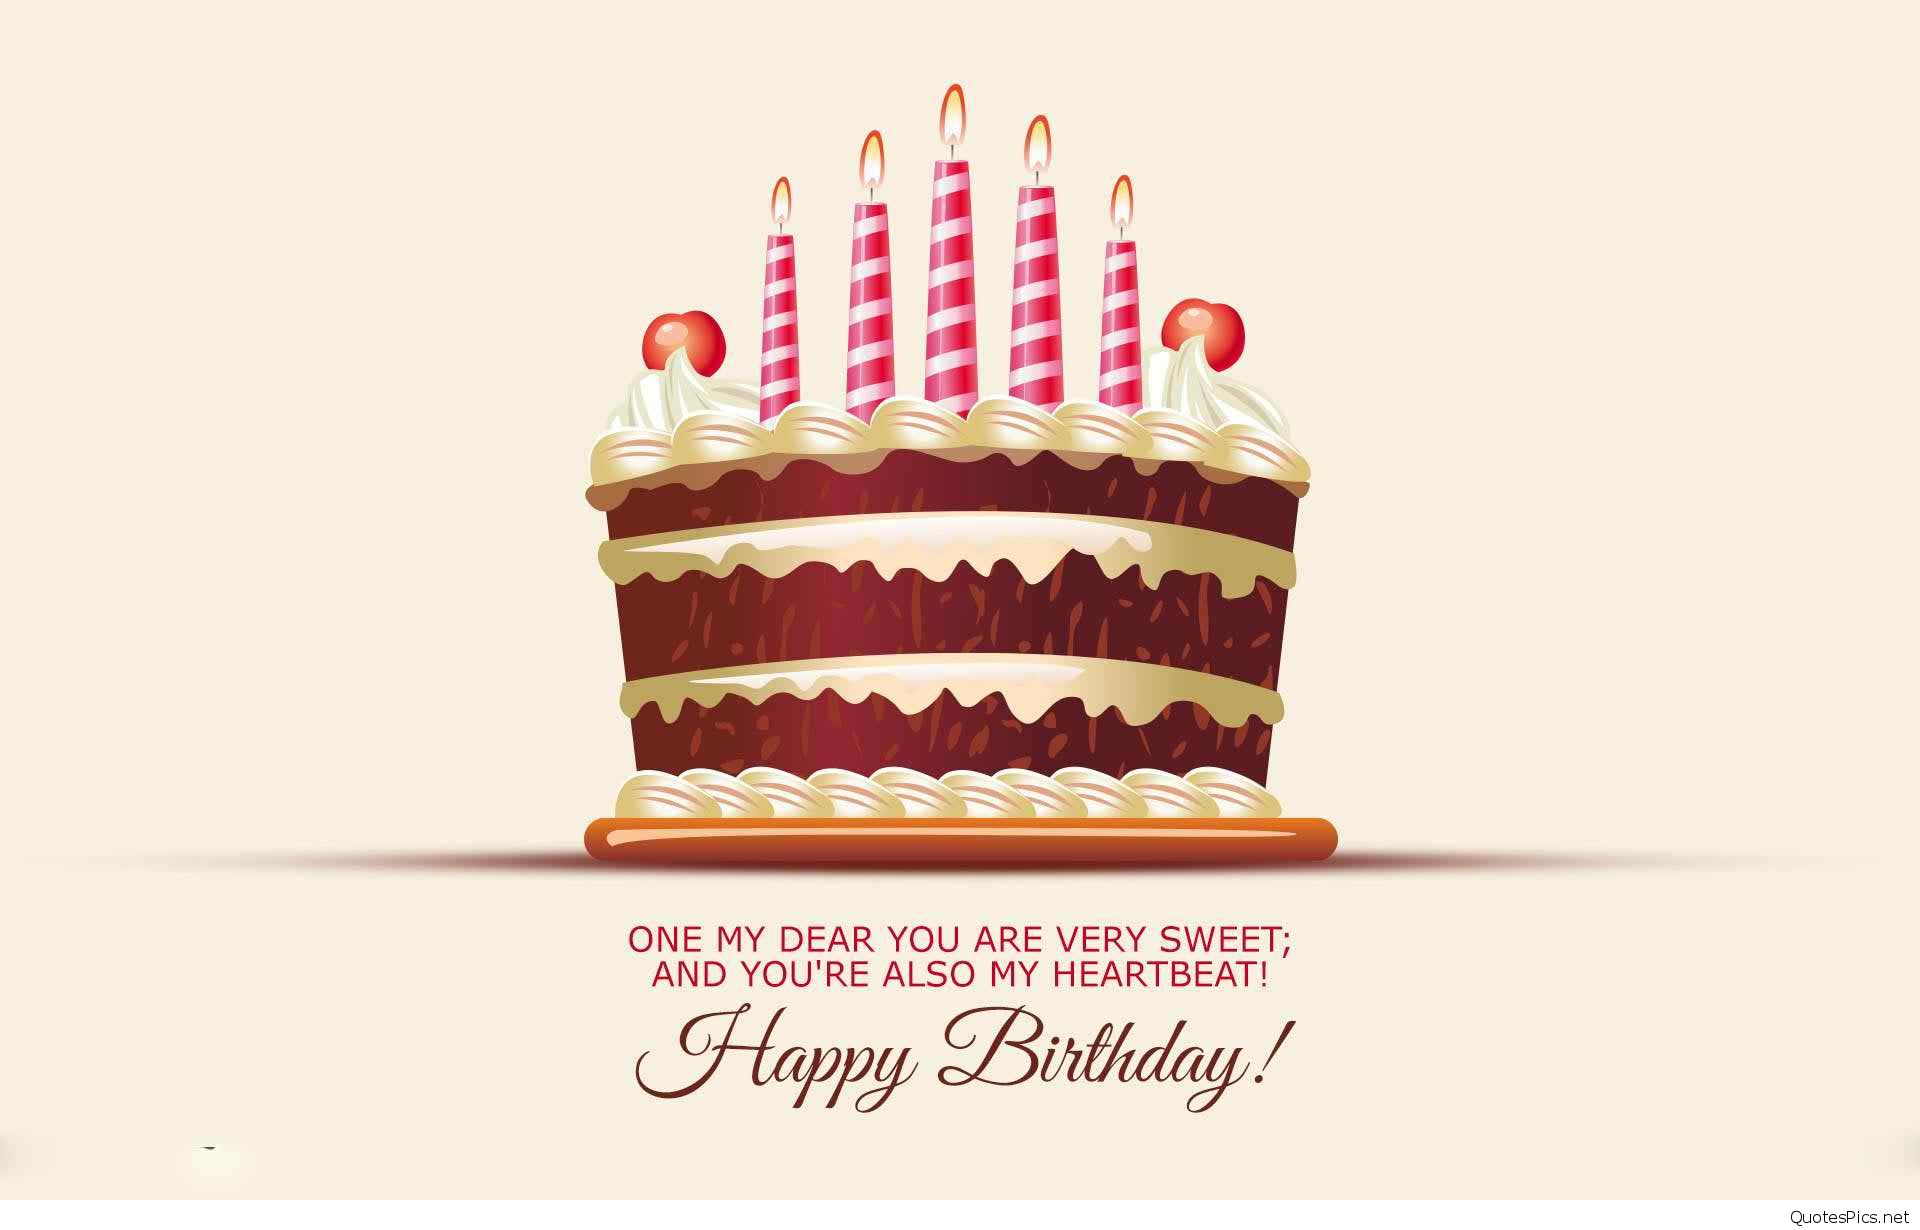 ONE MY DEAR YOU ARE VERY SWEET;
AND YOU'RE ALSO MY HEARTBEAT!
Happy Birthday!
QuotesPics.net